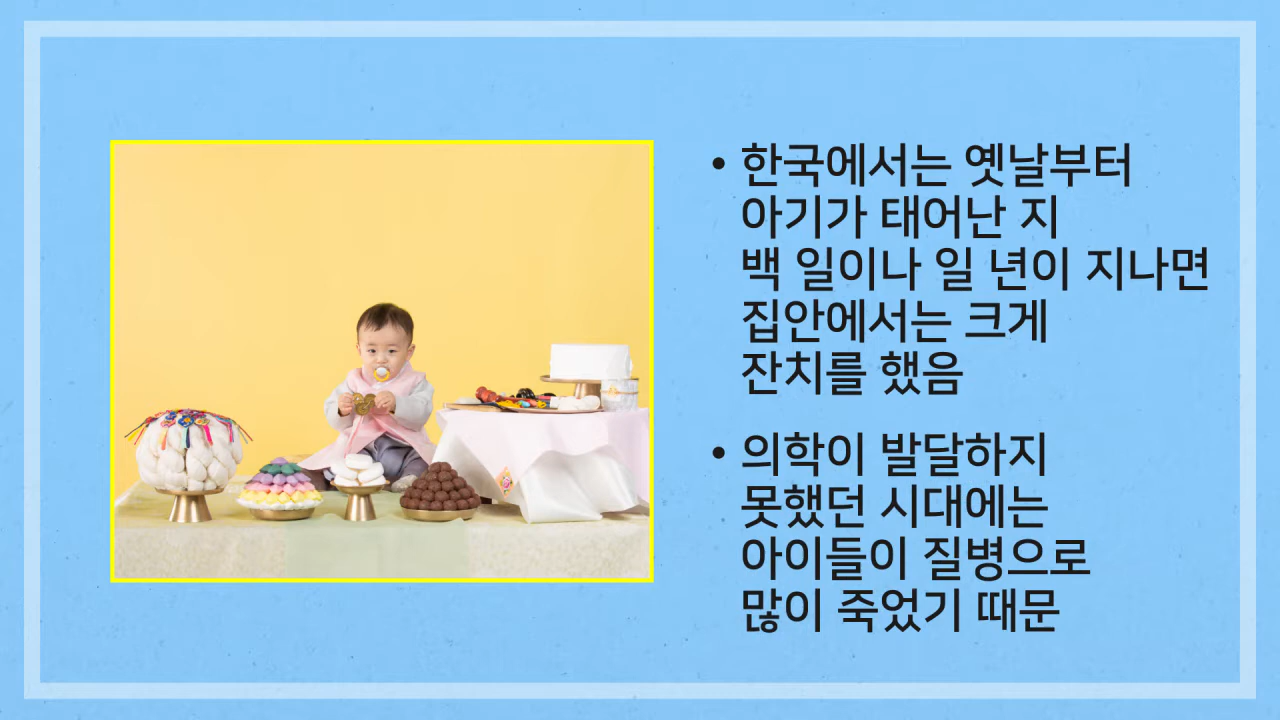 • 한국에서는 옛날부터
아기가 태어난 지
백 일이나 일 년이 지나면
집안에서는 크게
잔치를 했음
• 의학이 발달하지
못했던 시대에는
아이들이 질병으로
많이 죽었기 때문